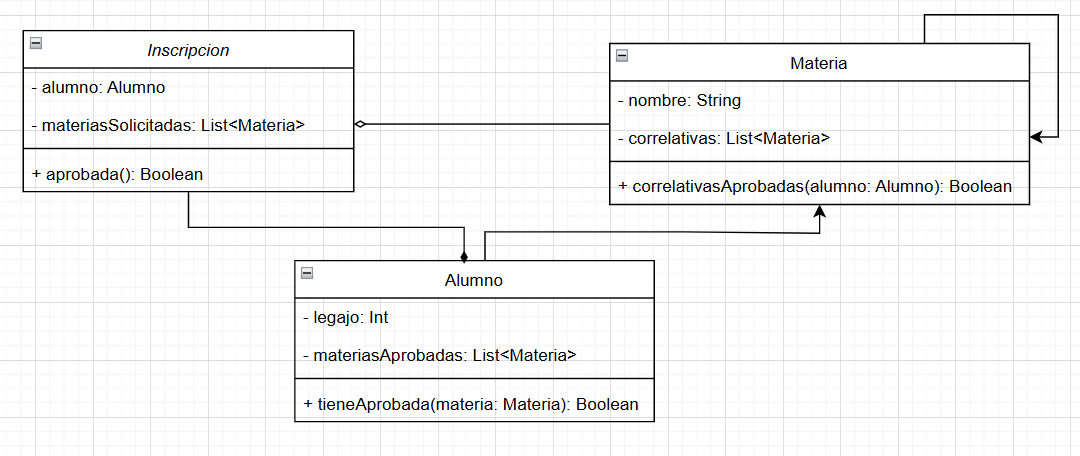 Inscripcion
- alumno: Alumno
- materiasSolicitadas: List<Materia>
+ aprobada(): Boolean
Materia
- nombre: String
- correlativas: List<Materia>
+ correlativasAprobadas(alumno: Alumno): Boolean
Alumno
- legajo: Int
- materiasAprobadas: List<Materia>
+ tieneAprobada(materia: Materia): Boolean